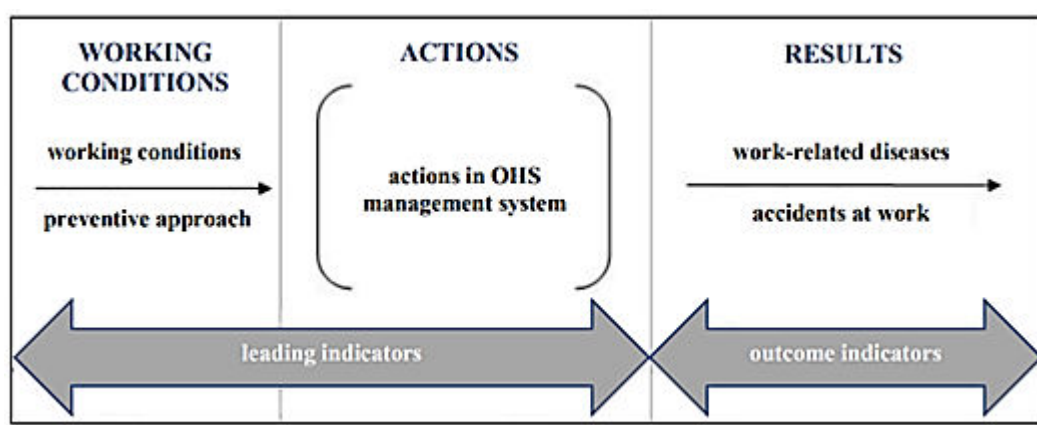 WORKING
CONDITIONS
working conditions
preventive approach
ACTIONS
actions in OHS
management system
RESULTS
work-related diseases
accidents at work
leading indicators
outcome indicators